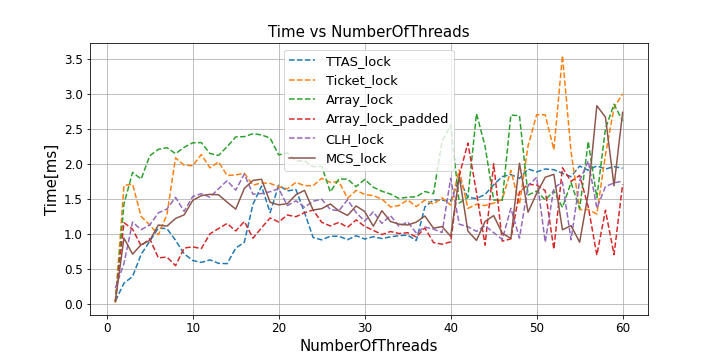 Time vs NumberOfThreads
TTAS_lock
Ticket_lock
Array_lock
Array_lock_padded
CLH_lock
MCS_lock
Time[ms]
3.5
3.0
2.5
2.0
1.5
1.0
0.5
0.0
0 10 20 30 40 50 60
NumberOfThreads